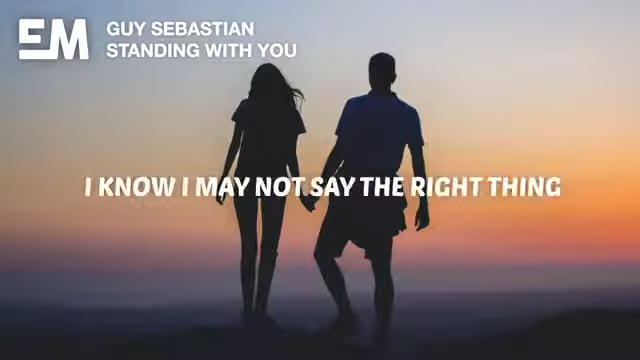 EM
GUY SEBASTIAN
STANDING WITH YOU
I KNOW I MAY NOT SAY THE RIGHT THING